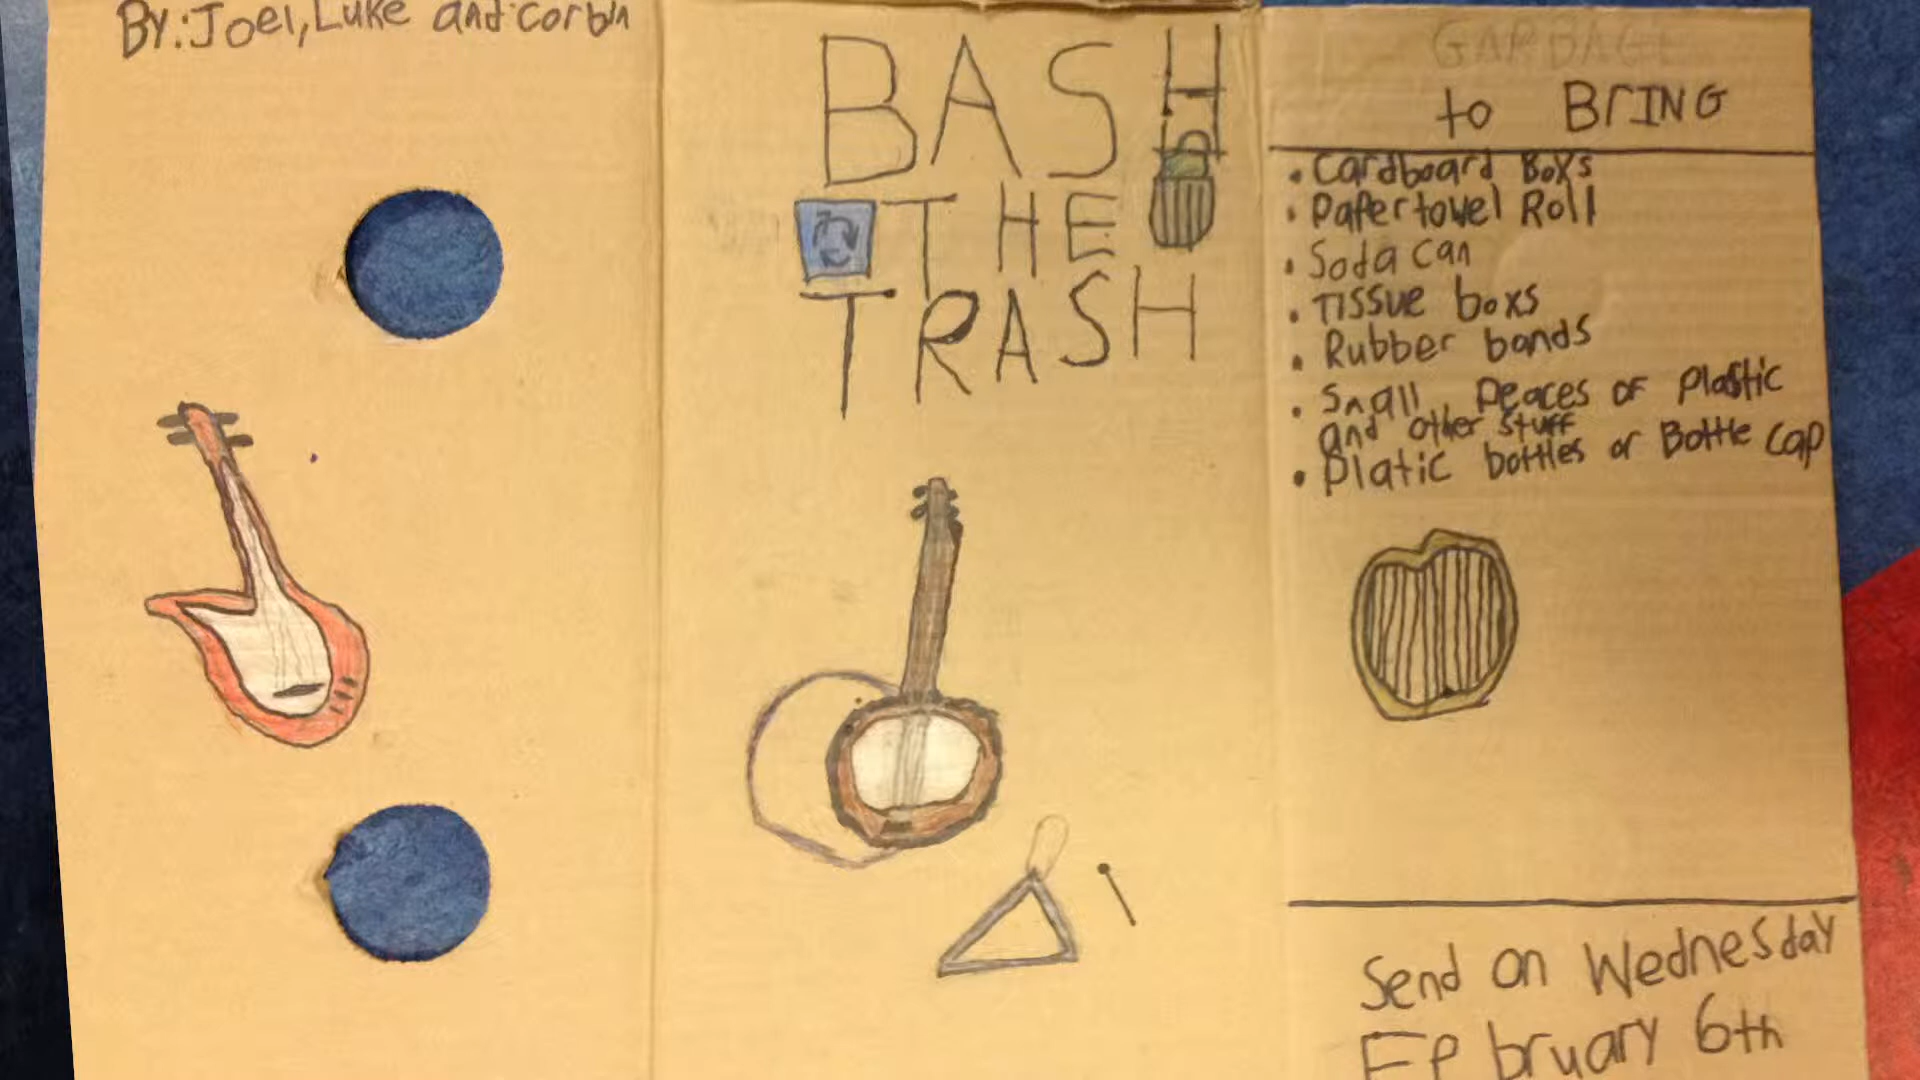 BY: Joel, Luke and Corbin
BASH
THE
TRASH
GARBAGE
to BrING
• Cardboard Boxs
• Papertowel Roll
• Soda can
• Tissue boxs
• Rubber bands
• Small Peaces of Plastic
and other Stuff
• Platic bottles or Bottle cap
Send on Wednesday
February 6th